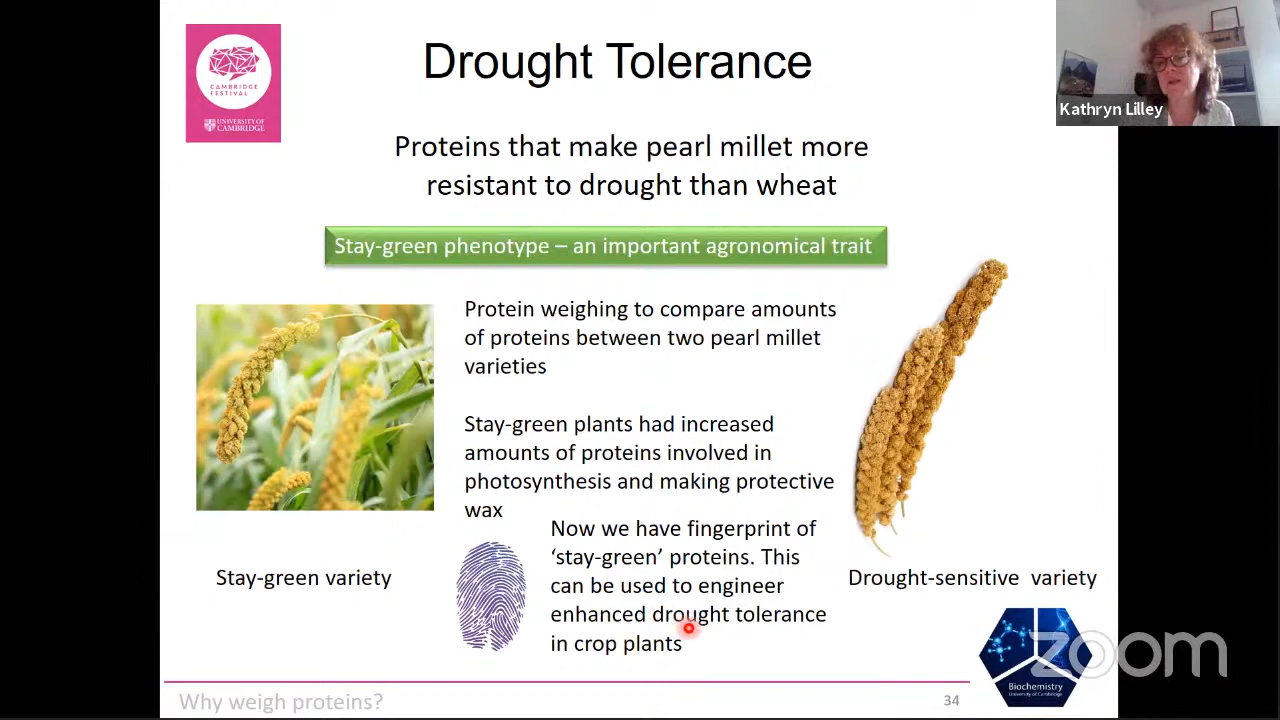 Drought Tolerance
CAMBRIDGE
FESTIVAL
UNIVERSITY OF
CAMBRIDGE
Kathryn Lilley
Proteins that make pearl millet more
resistant to drought than wheat
Stay-green phenotype – an important agronomical trait
Protein weighing to compare amounts
of proteins between two pearl millet
varieties
Stay-green plants had increased
amounts of proteins involved in
photosynthesis and making protective
wax
Now we have fingerprint of
‘stay-green’ proteins. This
can be used to engineer
enhanced drought tolerance
in crop plants
Stay-green variety
Drought-sensitive variety
zoom
Biochemistry
University of Cambridge
Why weigh proteins?
34